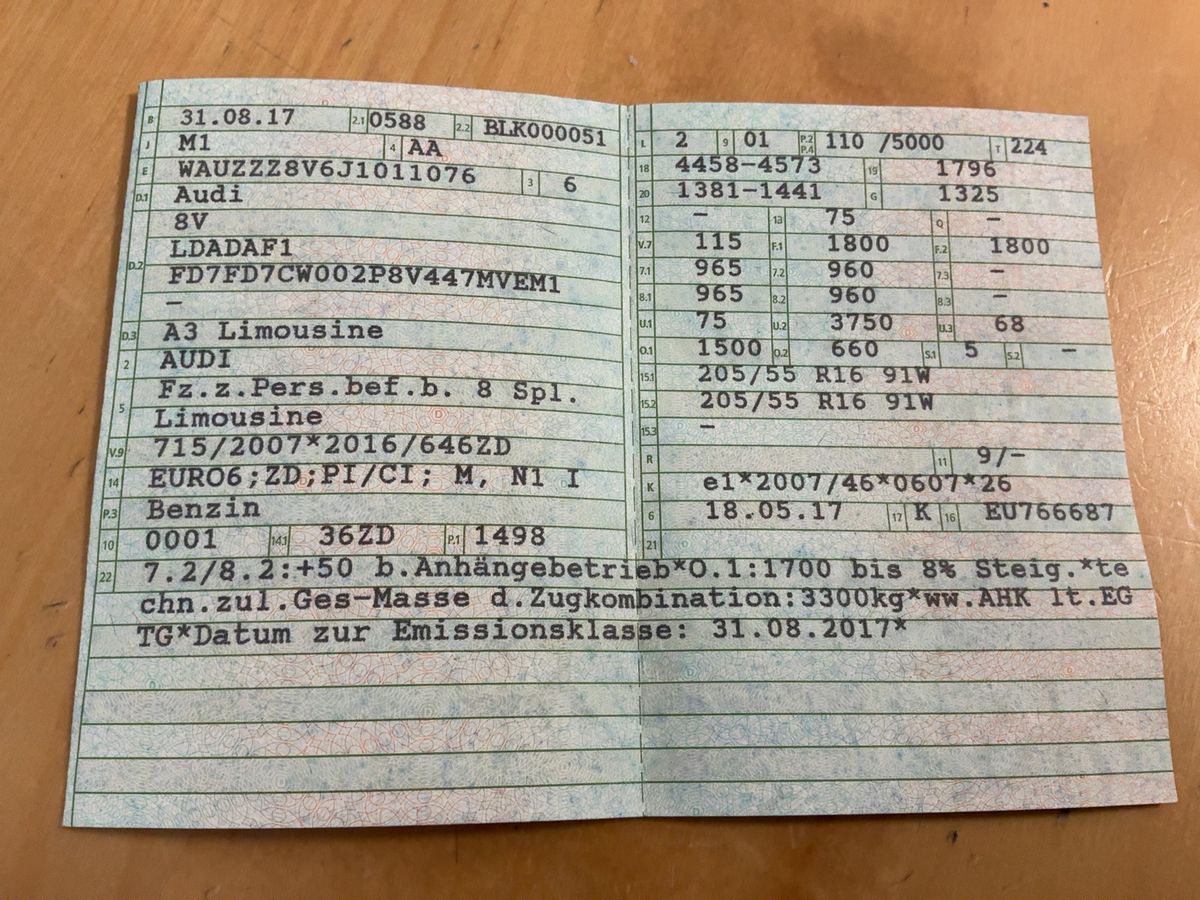 B 31.08.17 2.1 0588 2.2 BLK000051
J M1 4 AA
E WAUZZZ8V6J1011076 3 6
D.1 Audi
D.2 8V
LDADAF1
FD7FD7CW002P8V447MVEM1
–
D.3 A3 Limousine
2 AUDI
5 Fz.z.Pers.bef.b. 8 Spl.
Limousine
V.9 715/2007*2016/646ZD
14 EURO6;ZD;PI/CI; M, N1 I
P.3 Benzin
10 0001 14.1 36ZD P.1 1498
L 2 9 01 P.2 P.4 110 /5000 T 224
18 4458-4573 19 1796
20 1381-1441 G 1325
12 – 13 75 Q –
V.7 115 F.1 1800 F.2 1800
7.1 965 7.2 960 7.3 –
8.1 965 8.2 960 8.3 –
U.1 75 U.2 3750 U.3 68
O.1 1500 O.2 660 S.1 5 S.2 –
15.1 205/55 R16 91W
15.2 205/55 R16 91W
15.3 –
R 11 9/–
K e1*2007/46*0607*26
6 18.05.17 17 K 16 EU766687
21
22 7.2/8.2:+50 b.Anhängebetrieb*O.1:1700 bis 8% Steig.*te
chn.zul.Ges-Masse d.Zugkombination:3300kg*ww.AHK lt.EG
TG*Datum zur Emissionsklasse: 31.08.2017*